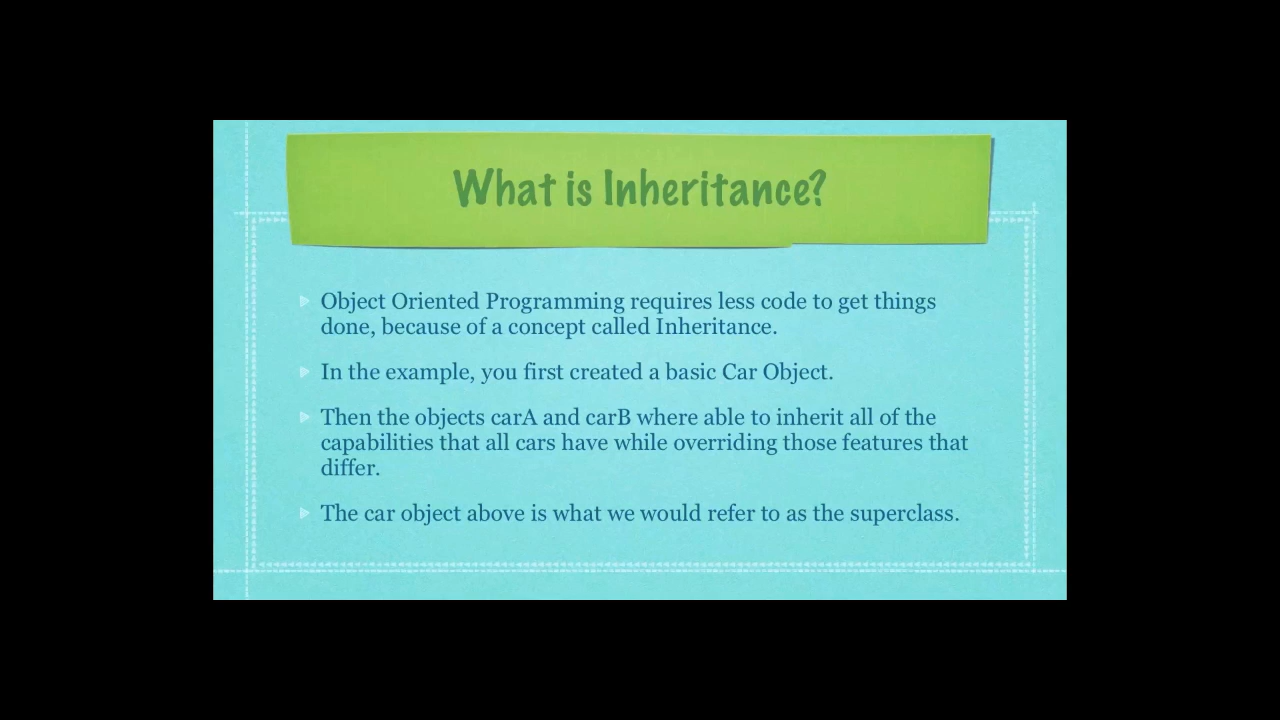 What is Inheritance?
Object Oriented Programming requires less code to get things
done, because of a concept called Inheritance.
In the example, you first created a basic Car Object.
Then the objects carA and carB where able to inherit all of the
capabilities that all cars have while overriding those features that
differ.
The car object above is what we would refer to as the superclass.